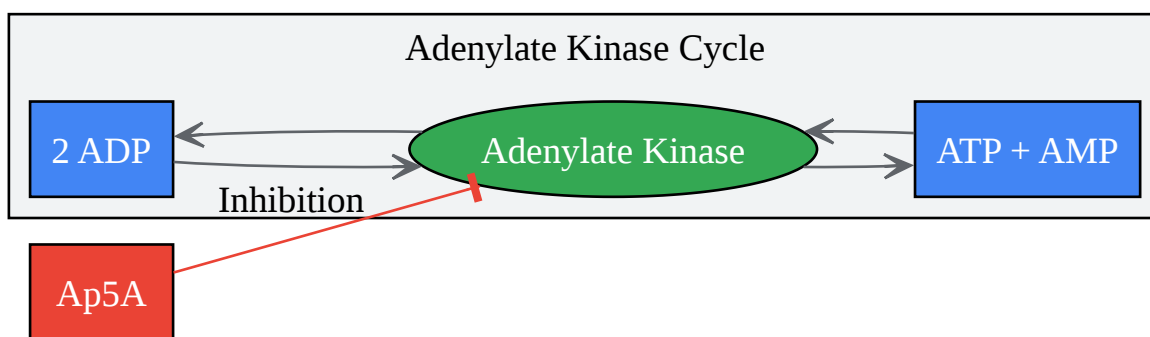 Adenylate Kinase Cycle
2 ADP
Adenylate Kinase
ATP + AMP
Inhibition
Ap5A